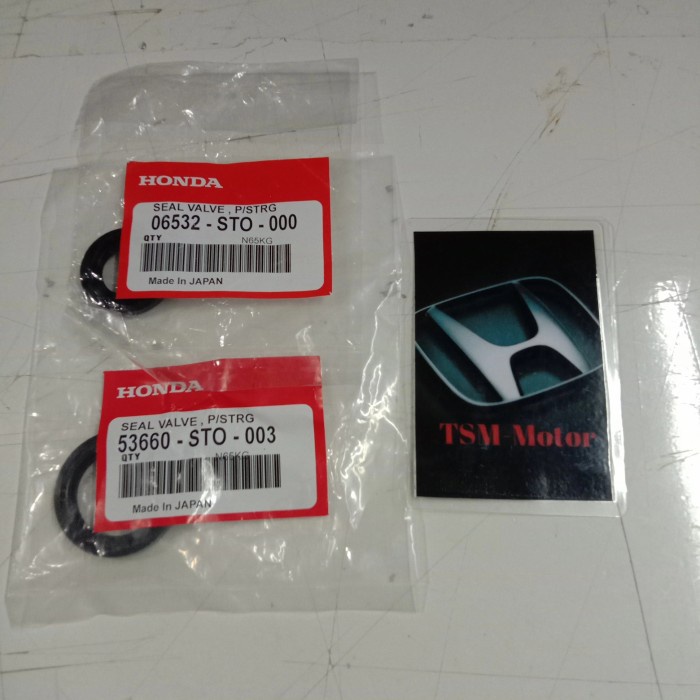 HONDA
SEAL VALVE , P/STRG
06532 - STO - 000
QTY
N65KG
Made In JAPAN
HONDA
SEAL VALVE , P/STRG
53660 - STO - 003
QTY
N65KG
Made In JAPAN
TSM-Motor